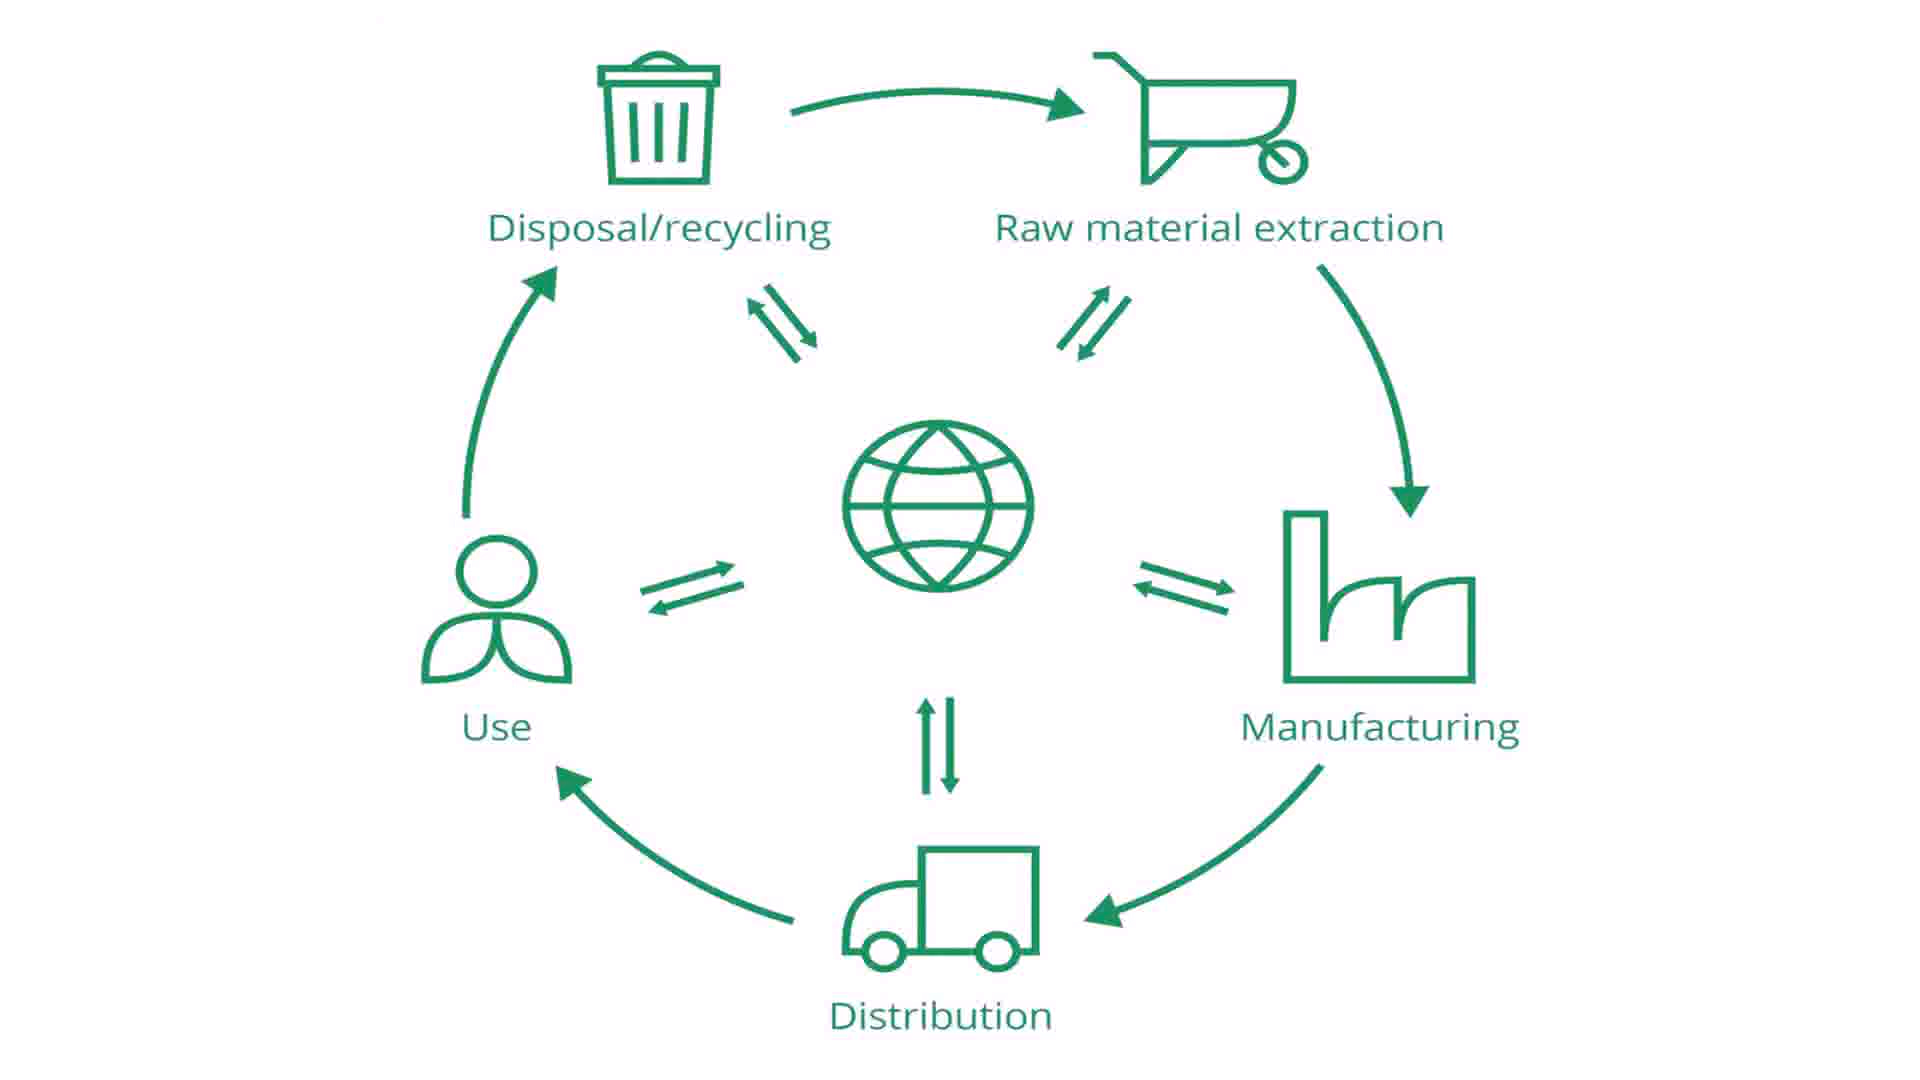 Disposal/recycling
Raw material extraction
Use
Manufacturing
Distribution